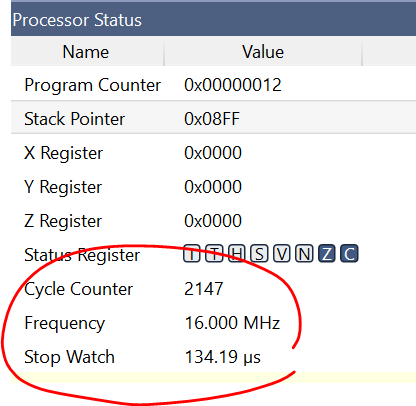 Processor Status
Name Value
Program Counter 0x00000012
Stack Pointer 0x08FF
X Register 0x0000
Y Register 0x0000
Z Register 0x0000
Status Register I T H S V N Z C
Cycle Counter 2147
Frequency 16.000 MHz
Stop Watch 134.19 µs